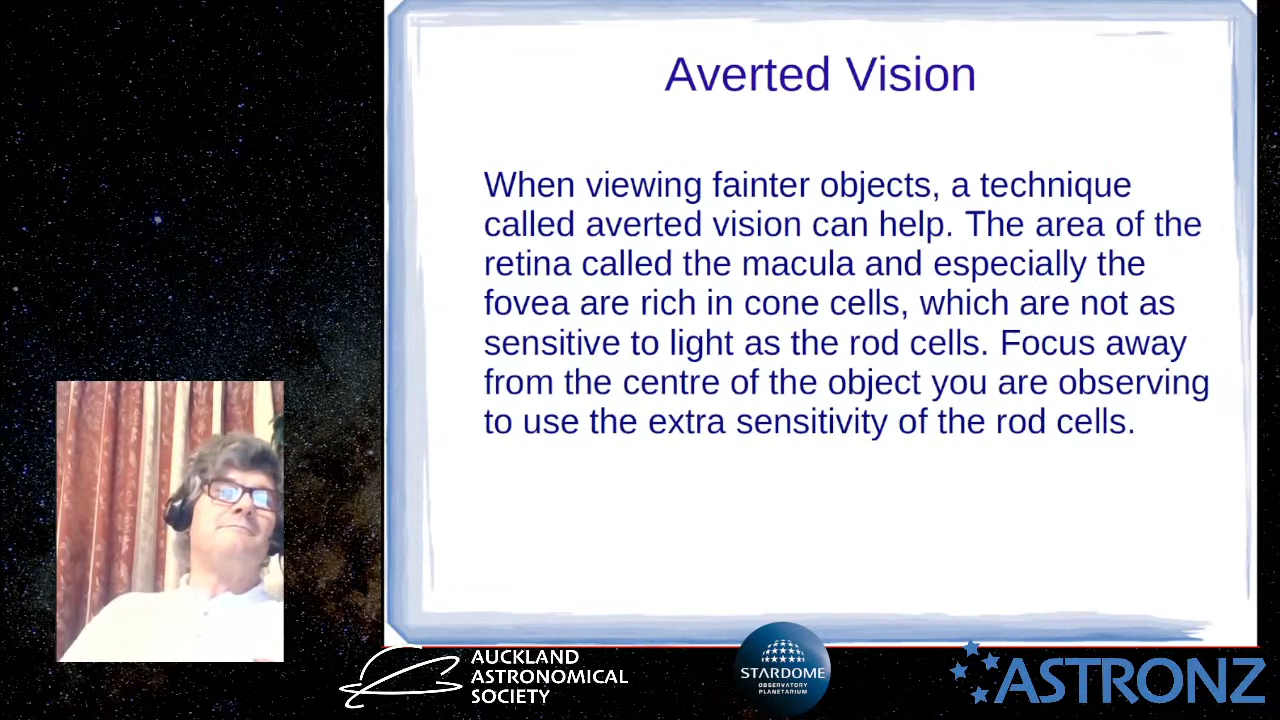 Averted Vision
When viewing fainter objects, a technique
called averted vision can help. The area of the
retina called the macula and especially the
fovea are rich in cone cells, which are not as
sensitive to light as the rod cells. Focus away
from the centre of the object you are observing
to use the extra sensitivity of the rod cells.
AUCKLAND
ASTRONOMICAL
SOCIETY
STARDOME
OBSERVATORY
PLANETARIUM
ASTRONZ